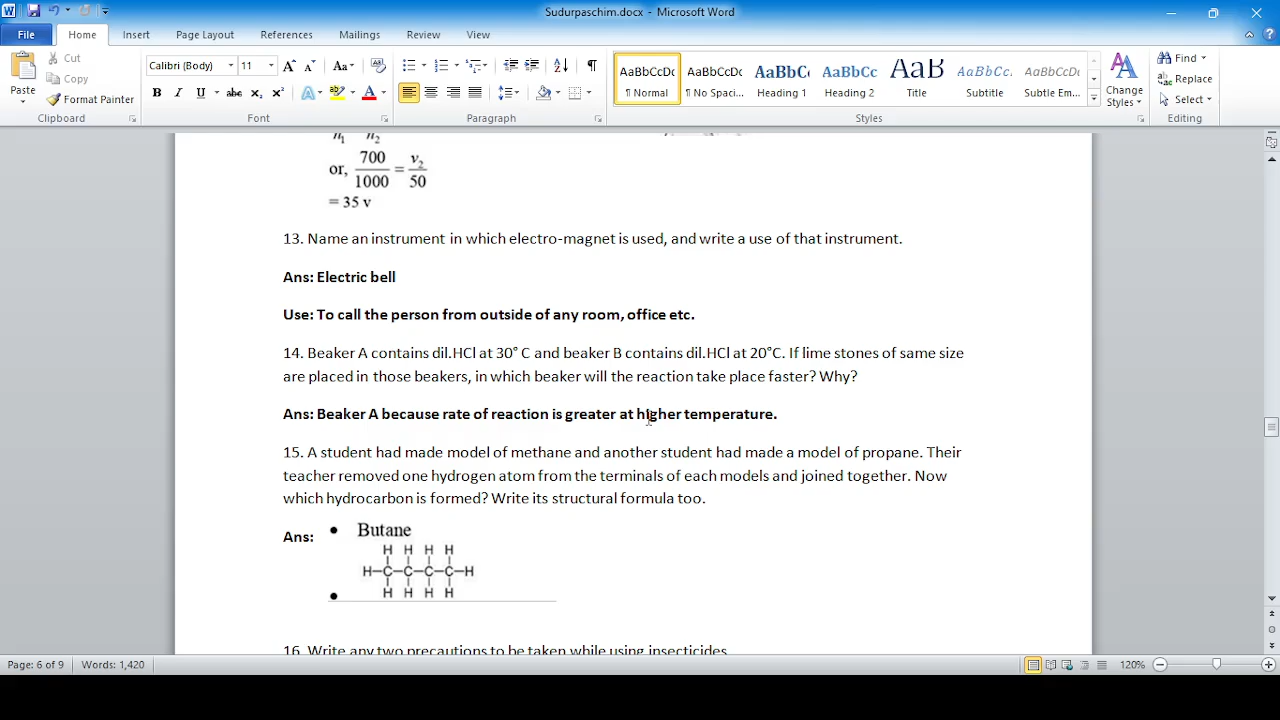 Sudurpaschim.docx - Microsoft Word
File Home Insert Page Layout References Mailings Review View
Paste
Cut
Copy
Format Painter
Clipboard
Calibri (Body) 11
Font
Paragraph
AaBbCcDc AaBbCcDc AaBbCc AaBbCc AaB AaBbCcDc. AaBbCcDc
¶ Normal ¶ No Spaci... Heading 1 Heading 2 Title Subtitle Subtle Em...
Change Styles
Styles
Find
Replace
Select
Editing
n1 n2
or, 700/1000 = v2/50
= 35 v
13. Name an instrument in which electro-magnet is used, and write a use of that instrument.
Ans: Electric bell
Use: To call the person from outside of any room, office etc.
14. Beaker A contains dil.HCl at 30° C and beaker B contains dil.HCl at 20°C. If lime stones of same size
are placed in those beakers, in which beaker will the reaction take place faster? Why?
Ans: Beaker A because rate of reaction is greater at higher temperature.
15. A student had made model of methane and another student had made a model of propane. Their
teacher removed one hydrogen atom from the terminals of each models and joined together. Now
which hydrocarbon is formed? Write its structural formula too.
Ans: • Butane
H H H H
H–C–C–C–C–H
H H H H
16. Write any two precautions to be taken while using insecticides
Page: 6 of 9 Words: 1,420 120%